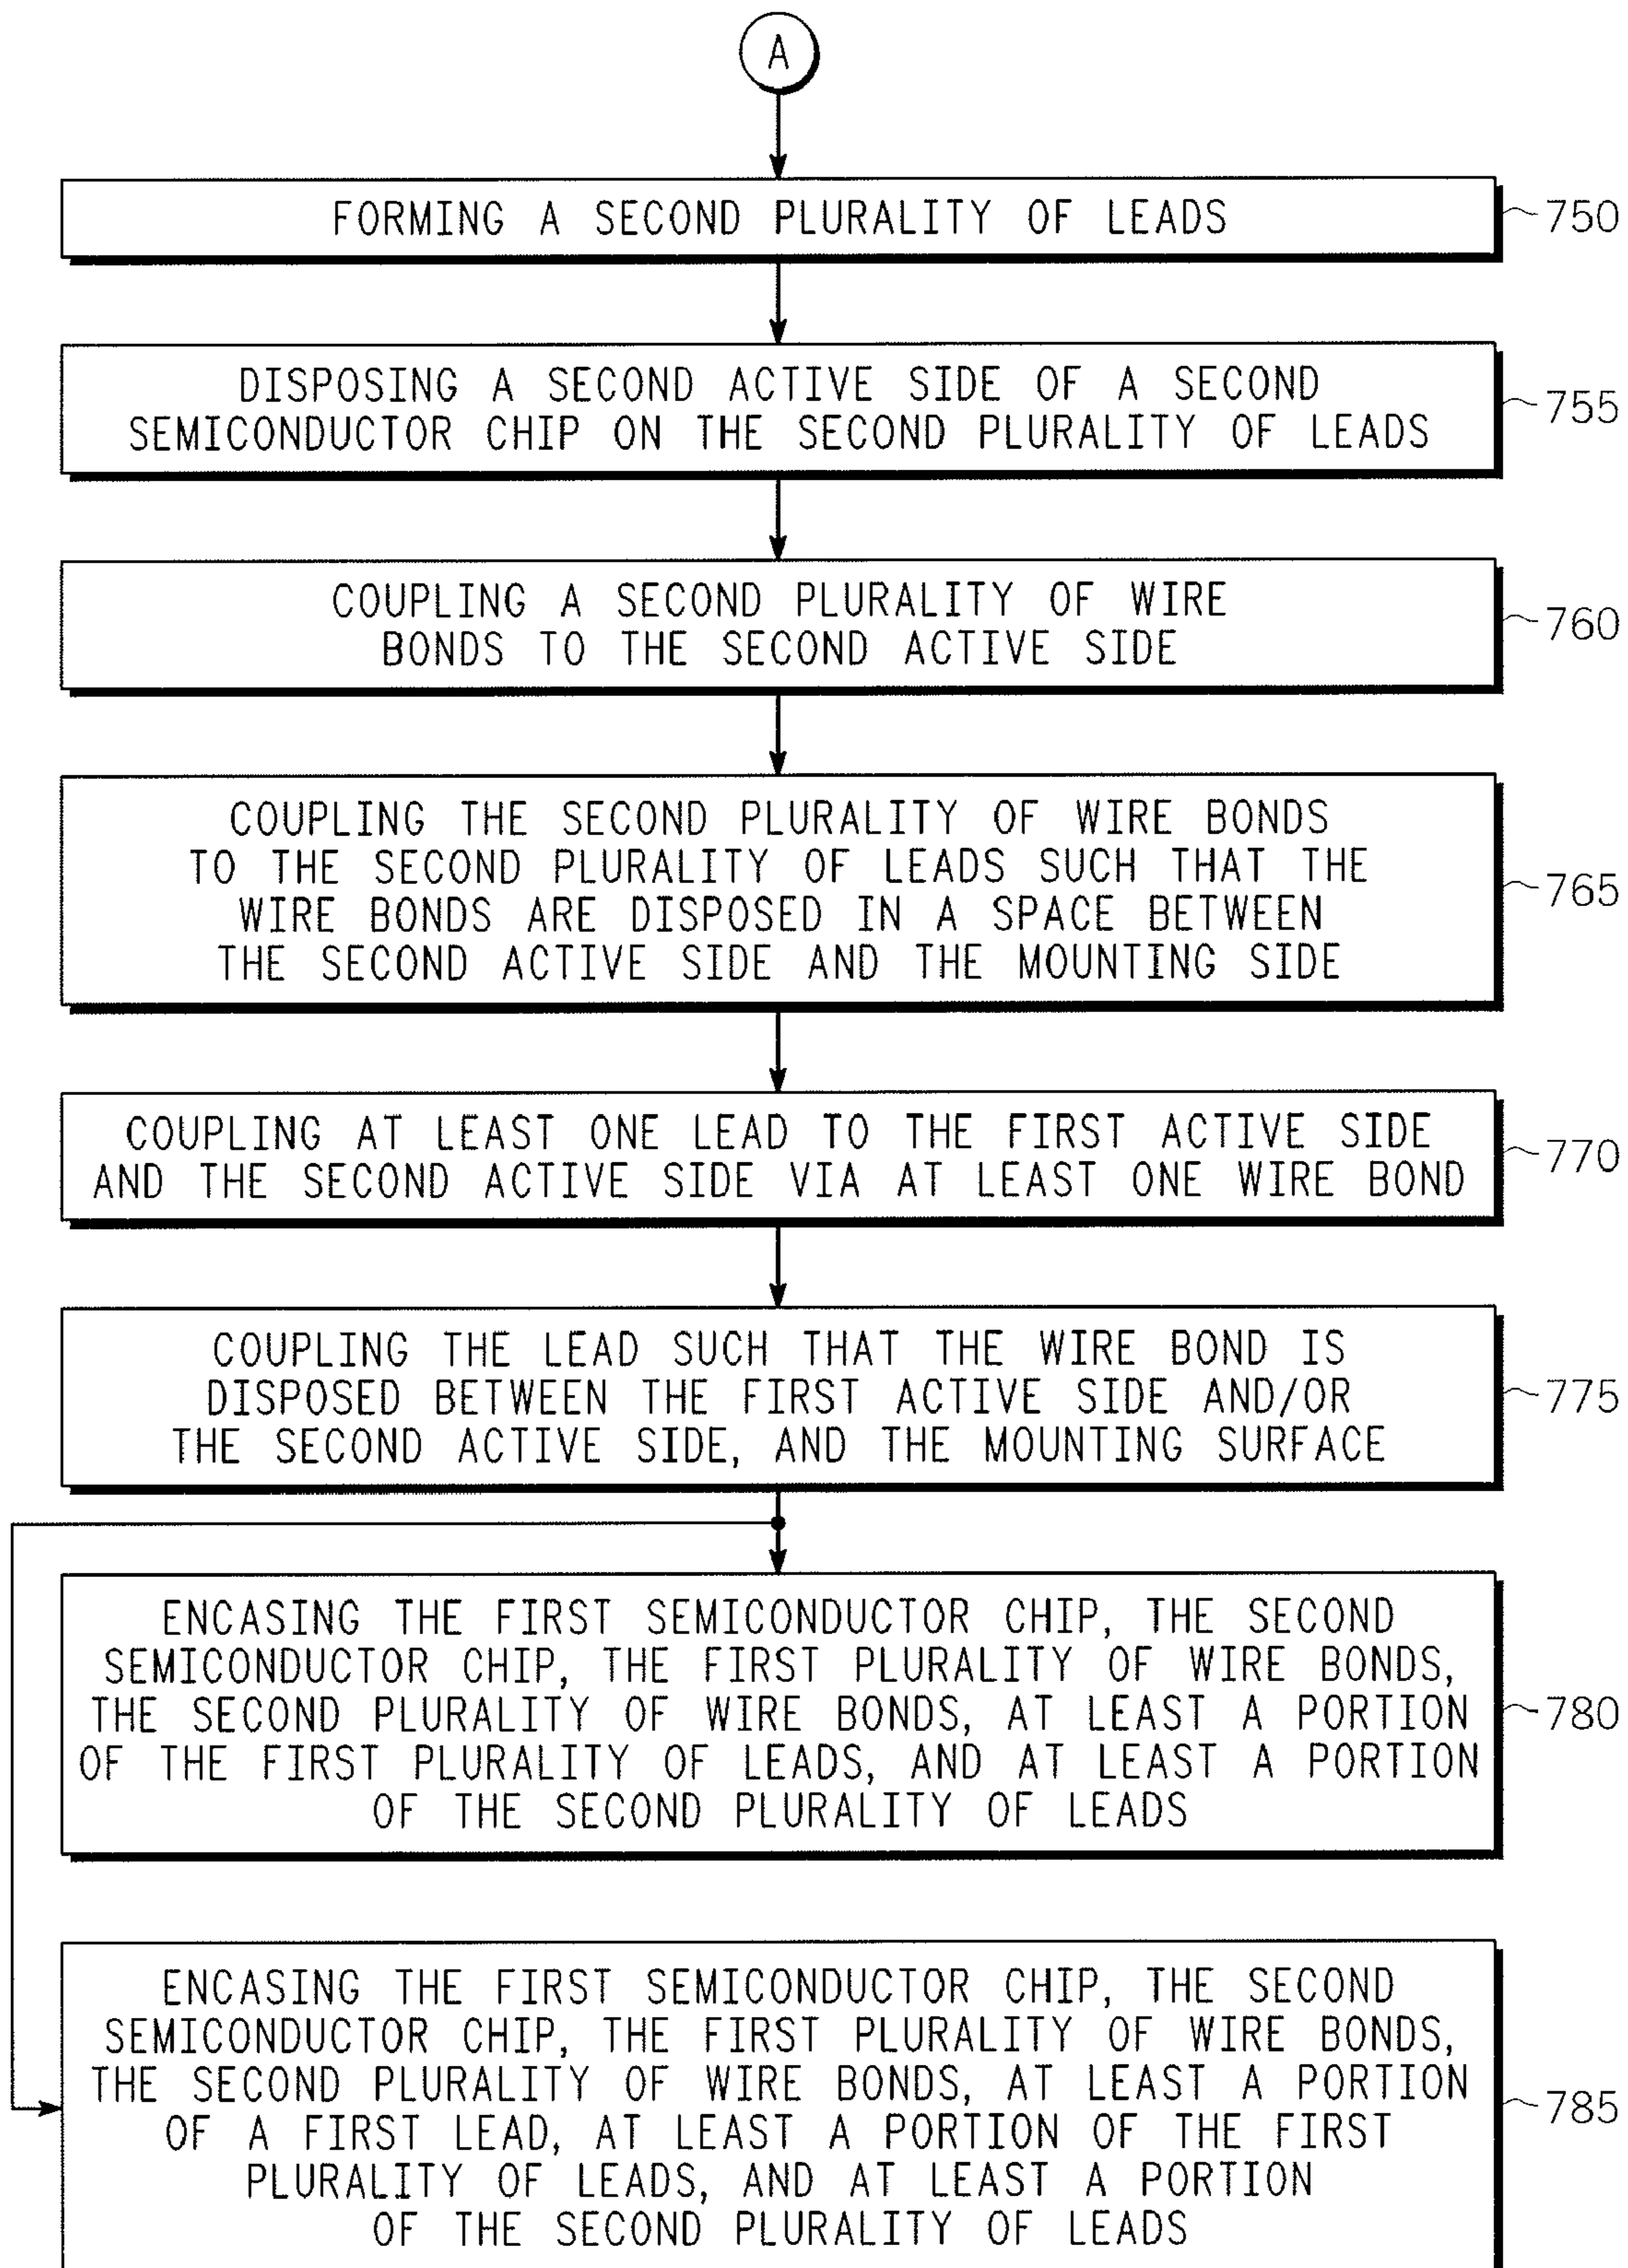 A
FORMING A SECOND PLURALITY OF LEADS
750
DISPOSING A SECOND ACTIVE SIDE OF A SECOND
SEMICONDUCTOR CHIP ON THE SECOND PLURALITY OF LEADS
755
COUPLING A SECOND PLURALITY OF WIRE
BONDS TO THE SECOND ACTIVE SIDE
760
COUPLING THE SECOND PLURALITY OF WIRE BONDS
TO THE SECOND PLURALITY OF LEADS SUCH THAT THE
WIRE BONDS ARE DISPOSED IN A SPACE BETWEEN
THE SECOND ACTIVE SIDE AND THE MOUNTING SIDE
765
COUPLING AT LEAST ONE LEAD TO THE FIRST ACTIVE SIDE
AND THE SECOND ACTIVE SIDE VIA AT LEAST ONE WIRE BOND
770
COUPLING THE LEAD SUCH THAT THE WIRE BOND IS
DISPOSED BETWEEN THE FIRST ACTIVE SIDE AND/OR
THE SECOND ACTIVE SIDE, AND THE MOUNTING SURFACE
775
ENCASING THE FIRST SEMICONDUCTOR CHIP, THE SECOND
SEMICONDUCTOR CHIP, THE FIRST PLURALITY OF WIRE BONDS,
THE SECOND PLURALITY OF WIRE BONDS, AT LEAST A PORTION
OF THE FIRST PLURALITY OF LEADS, AND AT LEAST A PORTION
OF THE SECOND PLURALITY OF LEADS
780
ENCASING THE FIRST SEMICONDUCTOR CHIP, THE SECOND
SEMICONDUCTOR CHIP, THE FIRST PLURALITY OF WIRE BONDS,
THE SECOND PLURALITY OF WIRE BONDS, AT LEAST A PORTION
OF A FIRST LEAD, AT LEAST A PORTION OF THE FIRST
PLURALITY OF LEADS, AND AT LEAST A PORTION
OF THE SECOND PLURALITY OF LEADS
785